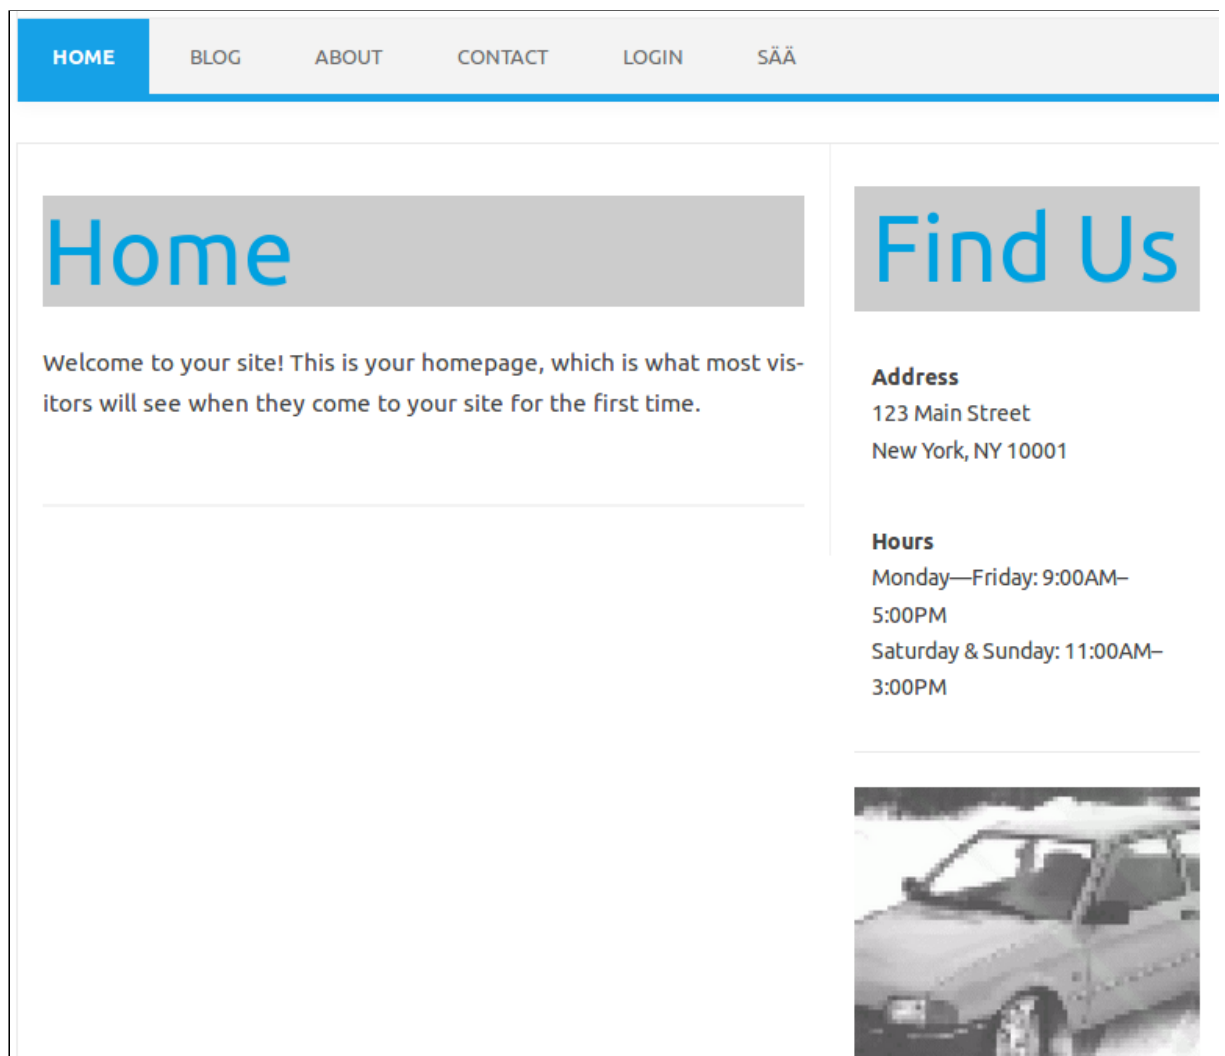 HOME BLOG ABOUT CONTACT LOGIN SÄÄ
Home
Welcome to your site! This is your homepage, which is what most vis-
itors will see when they come to your site for the first time.
Find Us
Address
123 Main Street
New York, NY 10001
Hours
Monday—Friday: 9:00AM–
5:00PM
Saturday & Sunday: 11:00AM–
3:00PM